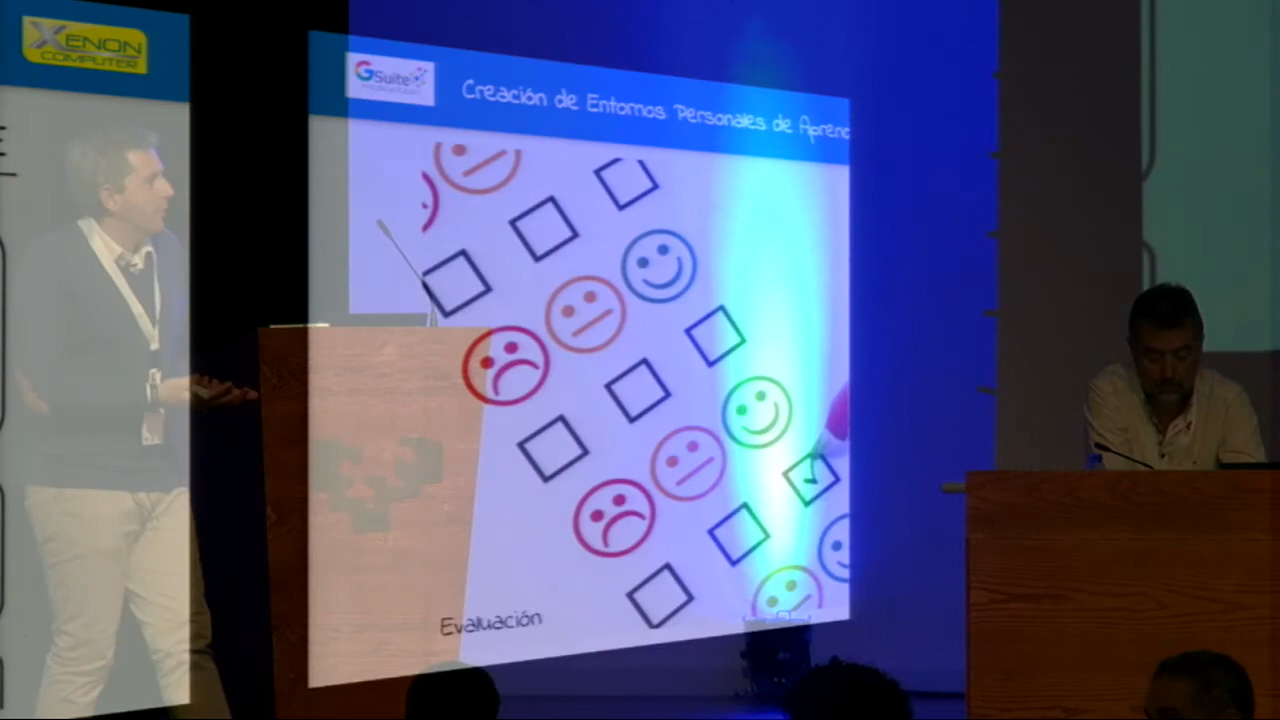 XENON
COMPUTER
GSuite
Creación de Entornos Personales de Aprend
Evaluación